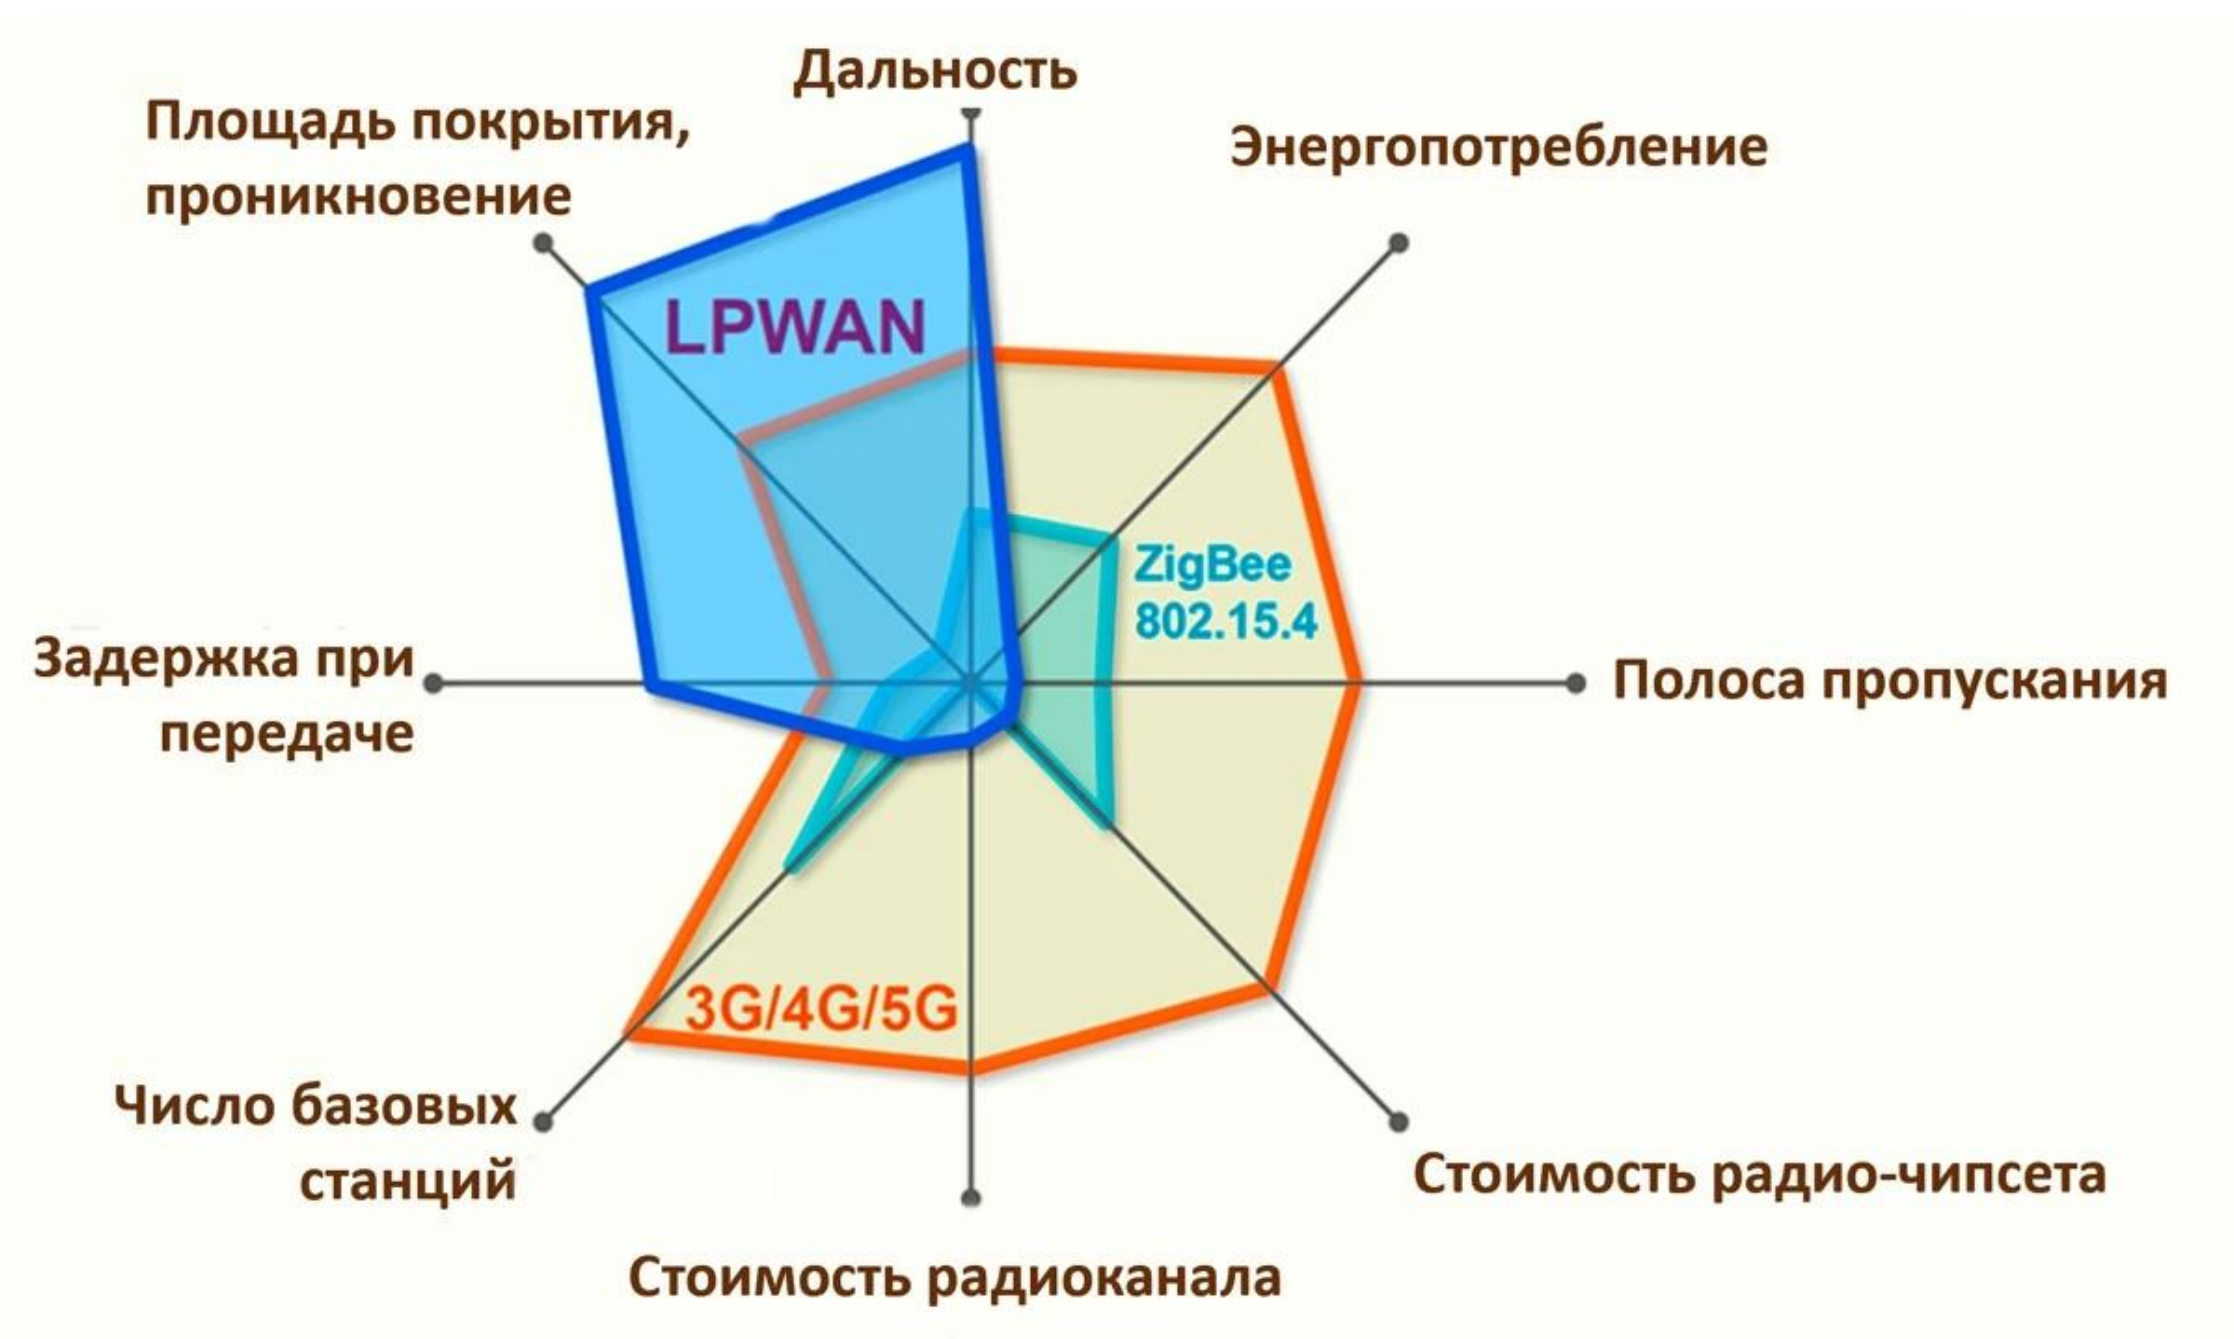 Дальность
Площадь покрытия,
проникновение
Энергопотребление
LPWAN
ZigBee
802.15.4
Задержка при
передаче
Полоса пропускания
3G/4G/5G
Число базовых
станций
Стоимость радио-чипсета
Стоимость радиоканала